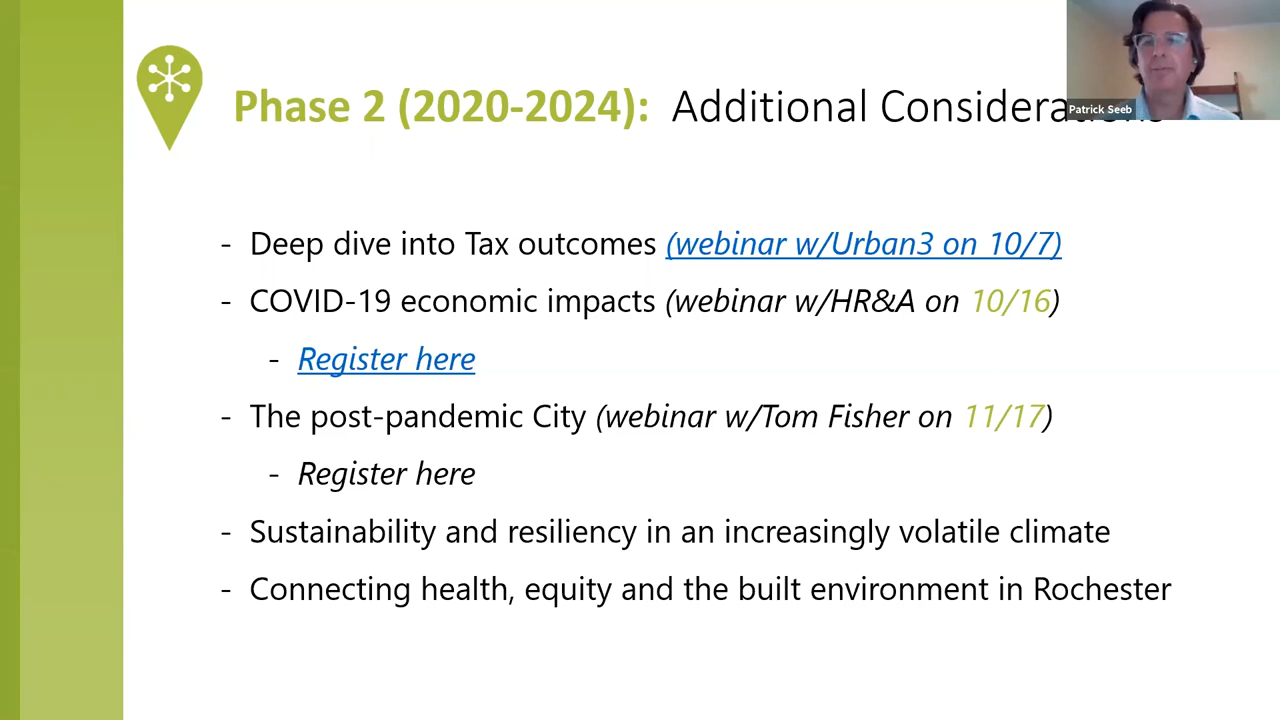 Phase 2 (2020-2024): Additional
Patrick Seeb
- Deep dive into Tax outcomes (webinar w/Urban3 on 10/7)
- COVID-19 economic impacts (webinar w/HR&A on 10/16)
- Register here
- The post-pandemic City (webinar w/Tom Fisher on 11/17)
- Register here
- Sustainability and resiliency in an increasingly volatile climate
- Connecting health, equity and the built environment in Rochester